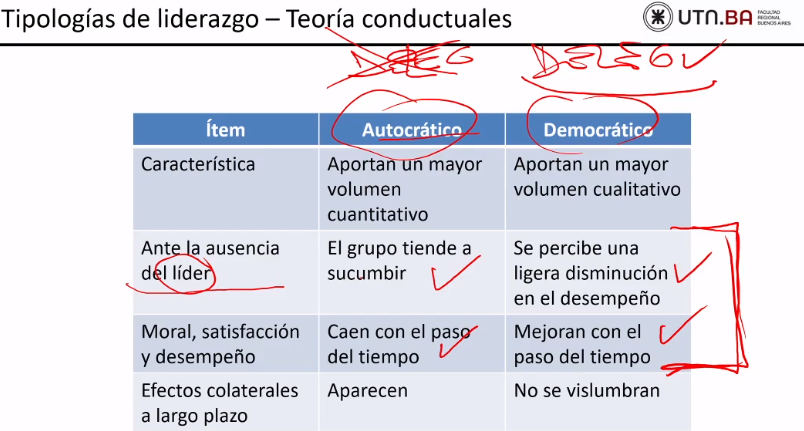 Tipologías de liderazgo – Teoría conductuales
UTN.BA
FACULTAD
REGIONAL
BUENOS AIRES
DELEG
DELEG
Ítem
Autocrático
Democrático
Característica
Aportan un mayor
volumen
cuantitativo
Aportan un mayor
volumen cualitativo
Ante la ausencia
del líder
El grupo tiende a
sucumbir
Se percibe una
ligera disminución
en el desempeño
Moral, satisfacción
y desempeño
Caen con el paso
del tiempo
Mejoran con el
paso del tiempo
Efectos colaterales
a largo plazo
Aparecen
No se vislumbran